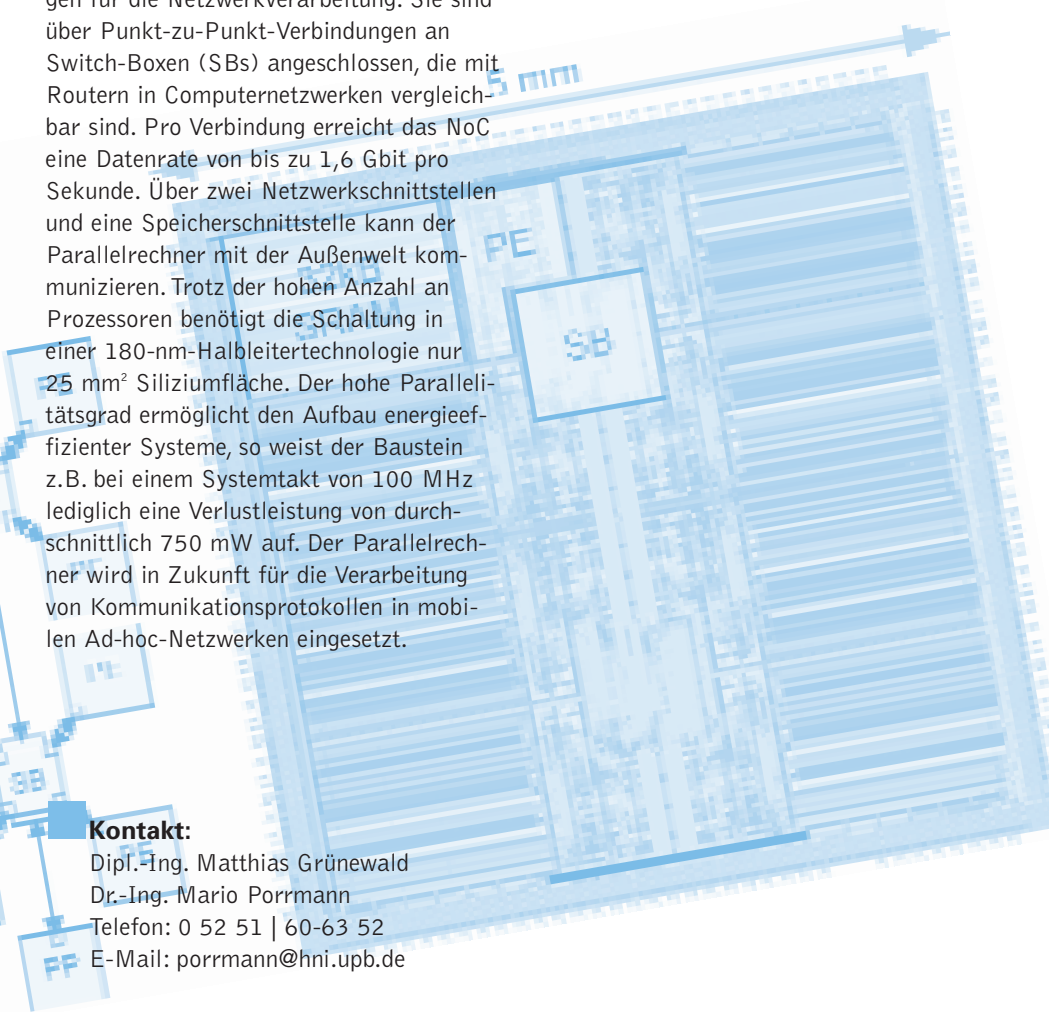 gen für die Netzwerkverarbeitung. Sie sind
über Punkt-zu-Punkt-Verbindungen an
Switch-Boxen (SBs) angeschlossen, die mit
Routern in Computernetzwerken vergleich-
bar sind. Pro Verbindung erreicht das NoC
eine Datenrate von bis zu 1,6 Gbit pro
Sekunde. Über zwei Netzwerkschnittstellen
und eine Speicherschnittstelle kann der
Parallelrechner mit der Außenwelt kom-
munizieren. Trotz der hohen Anzahl an
Prozessoren benötigt die Schaltung in
einer 180-nm-Halbleitertechnologie nur
25 mm² Siliziumfläche. Der hohe Paralleli-
tätsgrad ermöglicht den Aufbau energieef-
fizienter Systeme, so weist der Baustein
z.B. bei einem Systemtakt von 100 MHz
lediglich eine Verlustleistung von durch-
schnittlich 750 mW auf. Der Parallelrech-
ner wird in Zukunft für die Verarbeitung
von Kommunikationsprotokollen in mobi-
len Ad-hoc-Netzwerken eingesetzt.
Kontakt:
Dipl.-Ing. Matthias Grünewald
Dr.-Ing. Mario Porrmann
Telefon: 0 52 51 | 60-63 52
E-Mail: porrmann@hni.upb.de
5 mm
PE
SB
SRAM
PE
SB
PE